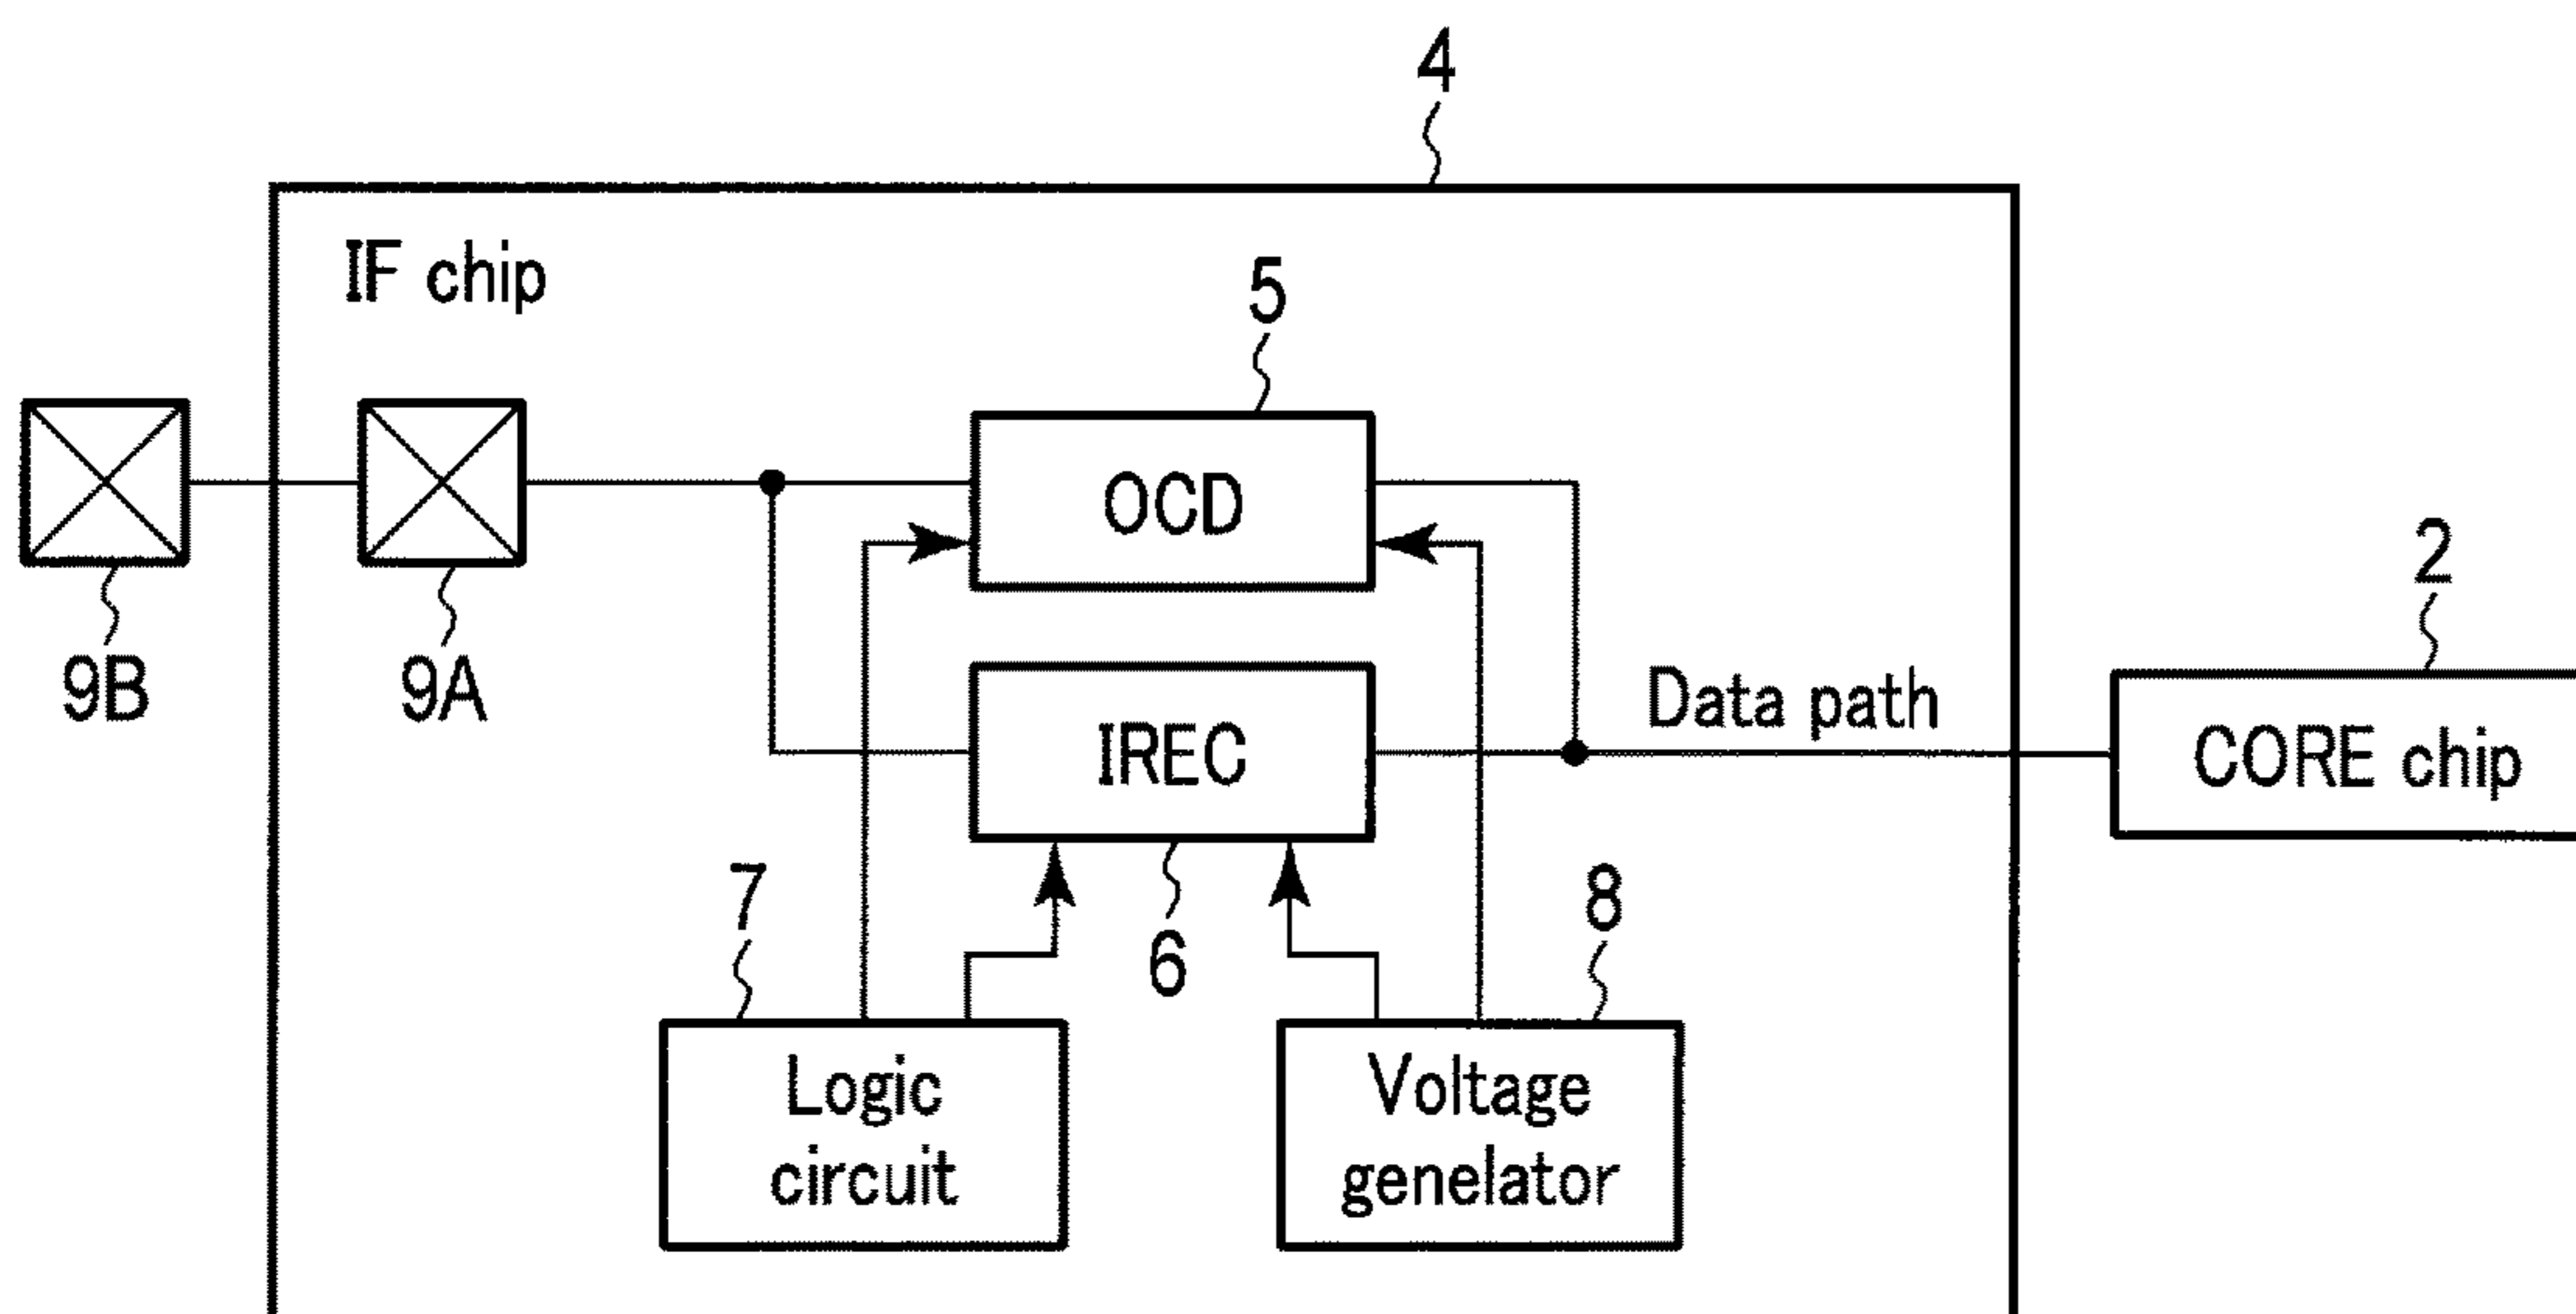 4
IF chip
5
OCD
9B
9A
2
IREC
Data path
CORE chip
7
6
8
Logic
circuit
Voltage
genelator